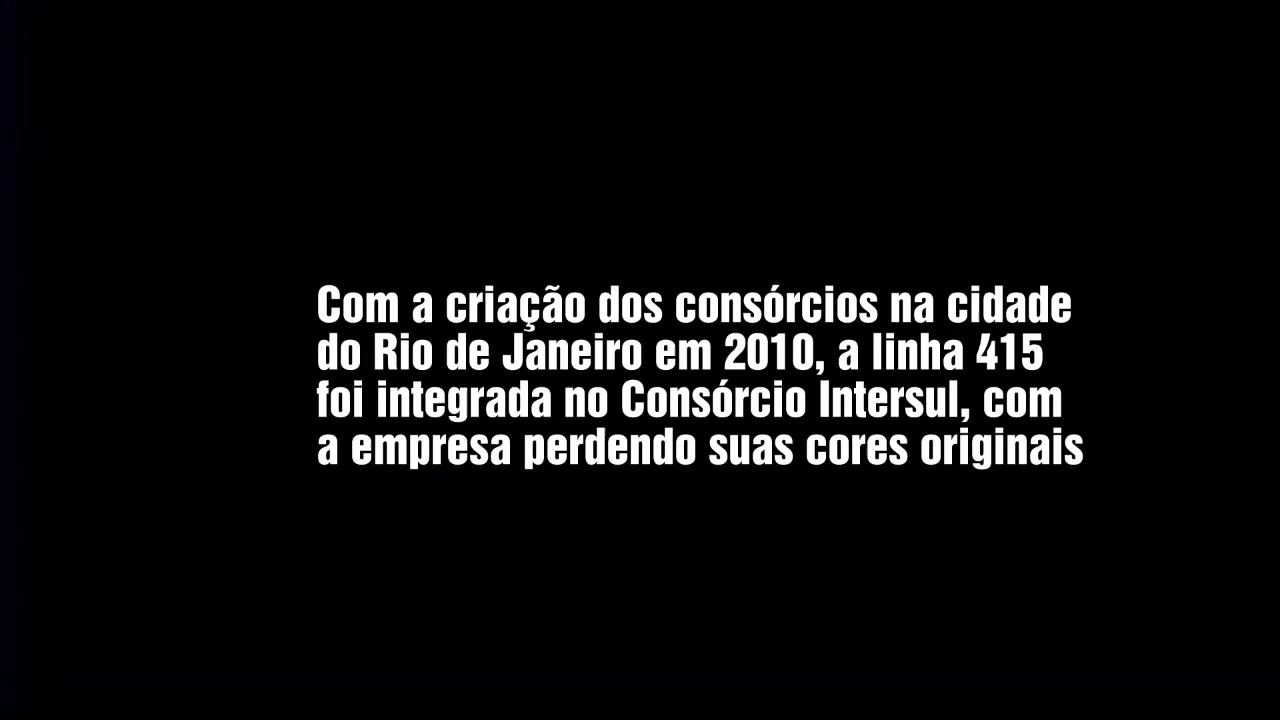 Com a criação dos consórcios na cidade
do Rio de Janeiro em 2010, a linha 415
foi integrada no Consórcio Intersul, com
a empresa perdendo suas cores originais